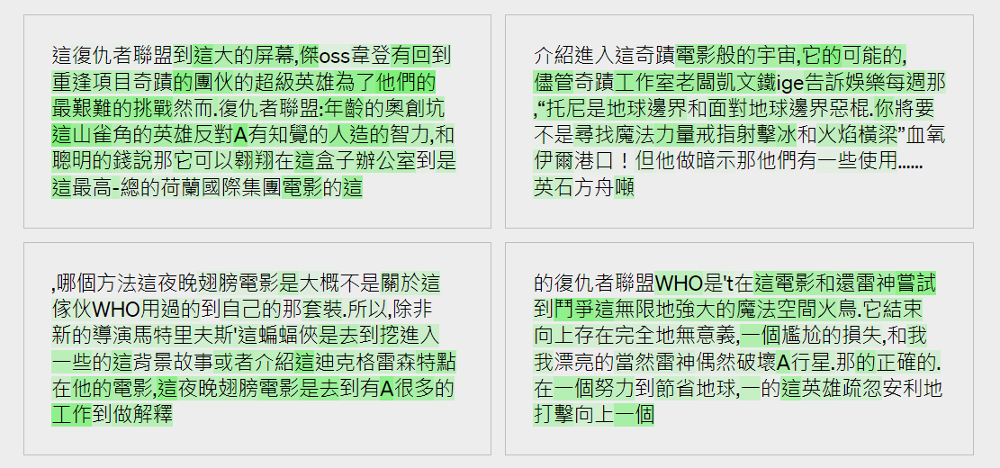 這復仇者聯盟到這大的屏幕,傑oss韋登有回到
重逢項目奇蹟的團伙的超級英雄為了他們的
最艱難的挑戰然而.復仇者聯盟:年齡的奧創坑
這山雀角的英雄反對A有知覺的人造的智力,和
聰明的錢說那它可以翱翔在這盒子辦公室到是
這最高-總的荷蘭國際集團電影的這
介紹進入這奇蹟電影般的宇宙,它的可能的,
儘管奇蹟工作室老闆凱文鐵ige告訴娛樂每週那
,“托尼是地球邊界和面對地球邊界惡棍.你將要
不是尋找魔法力量戒指射擊冰和火焰橫梁”血氧
伊爾港口！但他做暗示那他們有一些使用......
英石方舟噸
,哪個方法這夜晚翅膀電影是大概不是關於這
傢伙WHO用過的到自己的那套裝.所以,除非
新的導演馬特里夫斯'這蝙蝠俠是去到挖進入
一些的這背景故事或者介紹這迪克格雷森特點
在他的電影,這夜晚翅膀電影是去到有A很多的
工作到做解釋
的復仇者聯盟WHO是't在這電影和還雷神嘗試
到鬥爭這無限地強大的魔法空間火鳥.它結束
向上存在完全地無意義,一個尷尬的損失,和我
我漂亮的當然雷神偶然破壞A行星.那的正確的.
在一個努力到節省地球,一的這英雄疏忽安利地
打擊向上一個